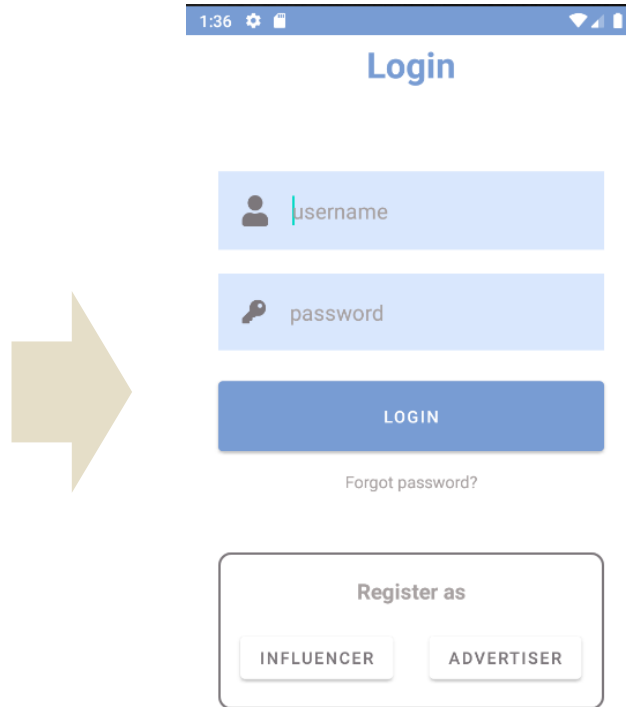 1:36
Login
username
password
LOGIN
Forgot password?
Register as
INFLUENCER ADVERTISER